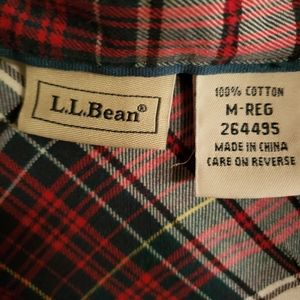 L.L.Bean®
100% COTTON
M-REG
264495
MADE IN CHINA
CARE ON REVERSE